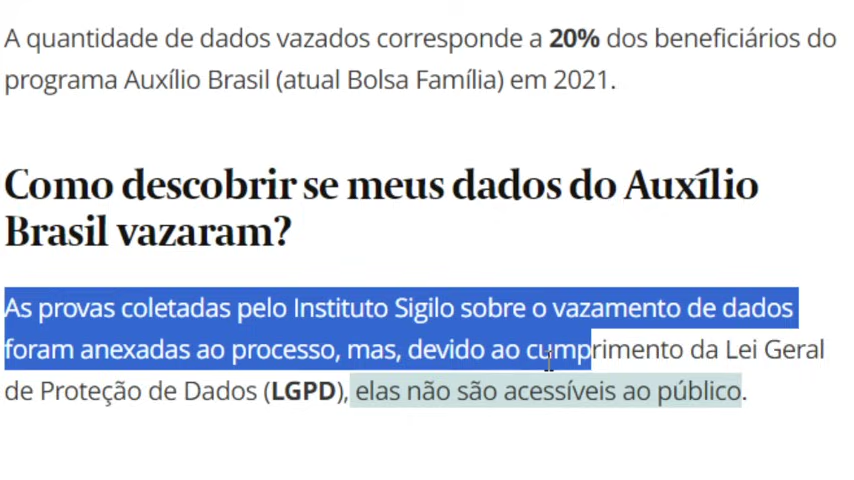 A quantidade de dados vazados corresponde a 20% dos beneficiários do
programa Auxílio Brasil (atual Bolsa Família) em 2021.
Como descobrir se meus dados do Auxílio
Brasil vazaram?
As provas coletadas pelo Instituto Sigilo sobre o vazamento de dados
foram anexadas ao processo, mas, devido ao cumprimento da Lei Geral
de Proteção de Dados (LGPD), elas não são acessíveis ao público.